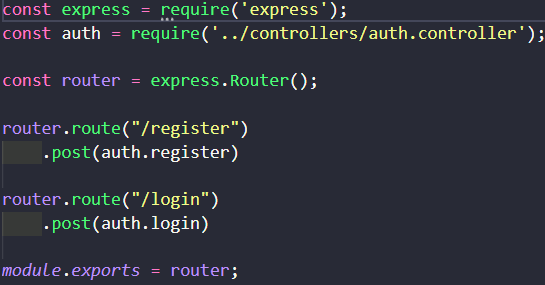 const express = require('express');
const auth = require('../controllers/auth.controller');
const router = express.Router();
router.route("/register")
.post(auth.register)
router.route("/login")
.post(auth.login)
module.exports = router;